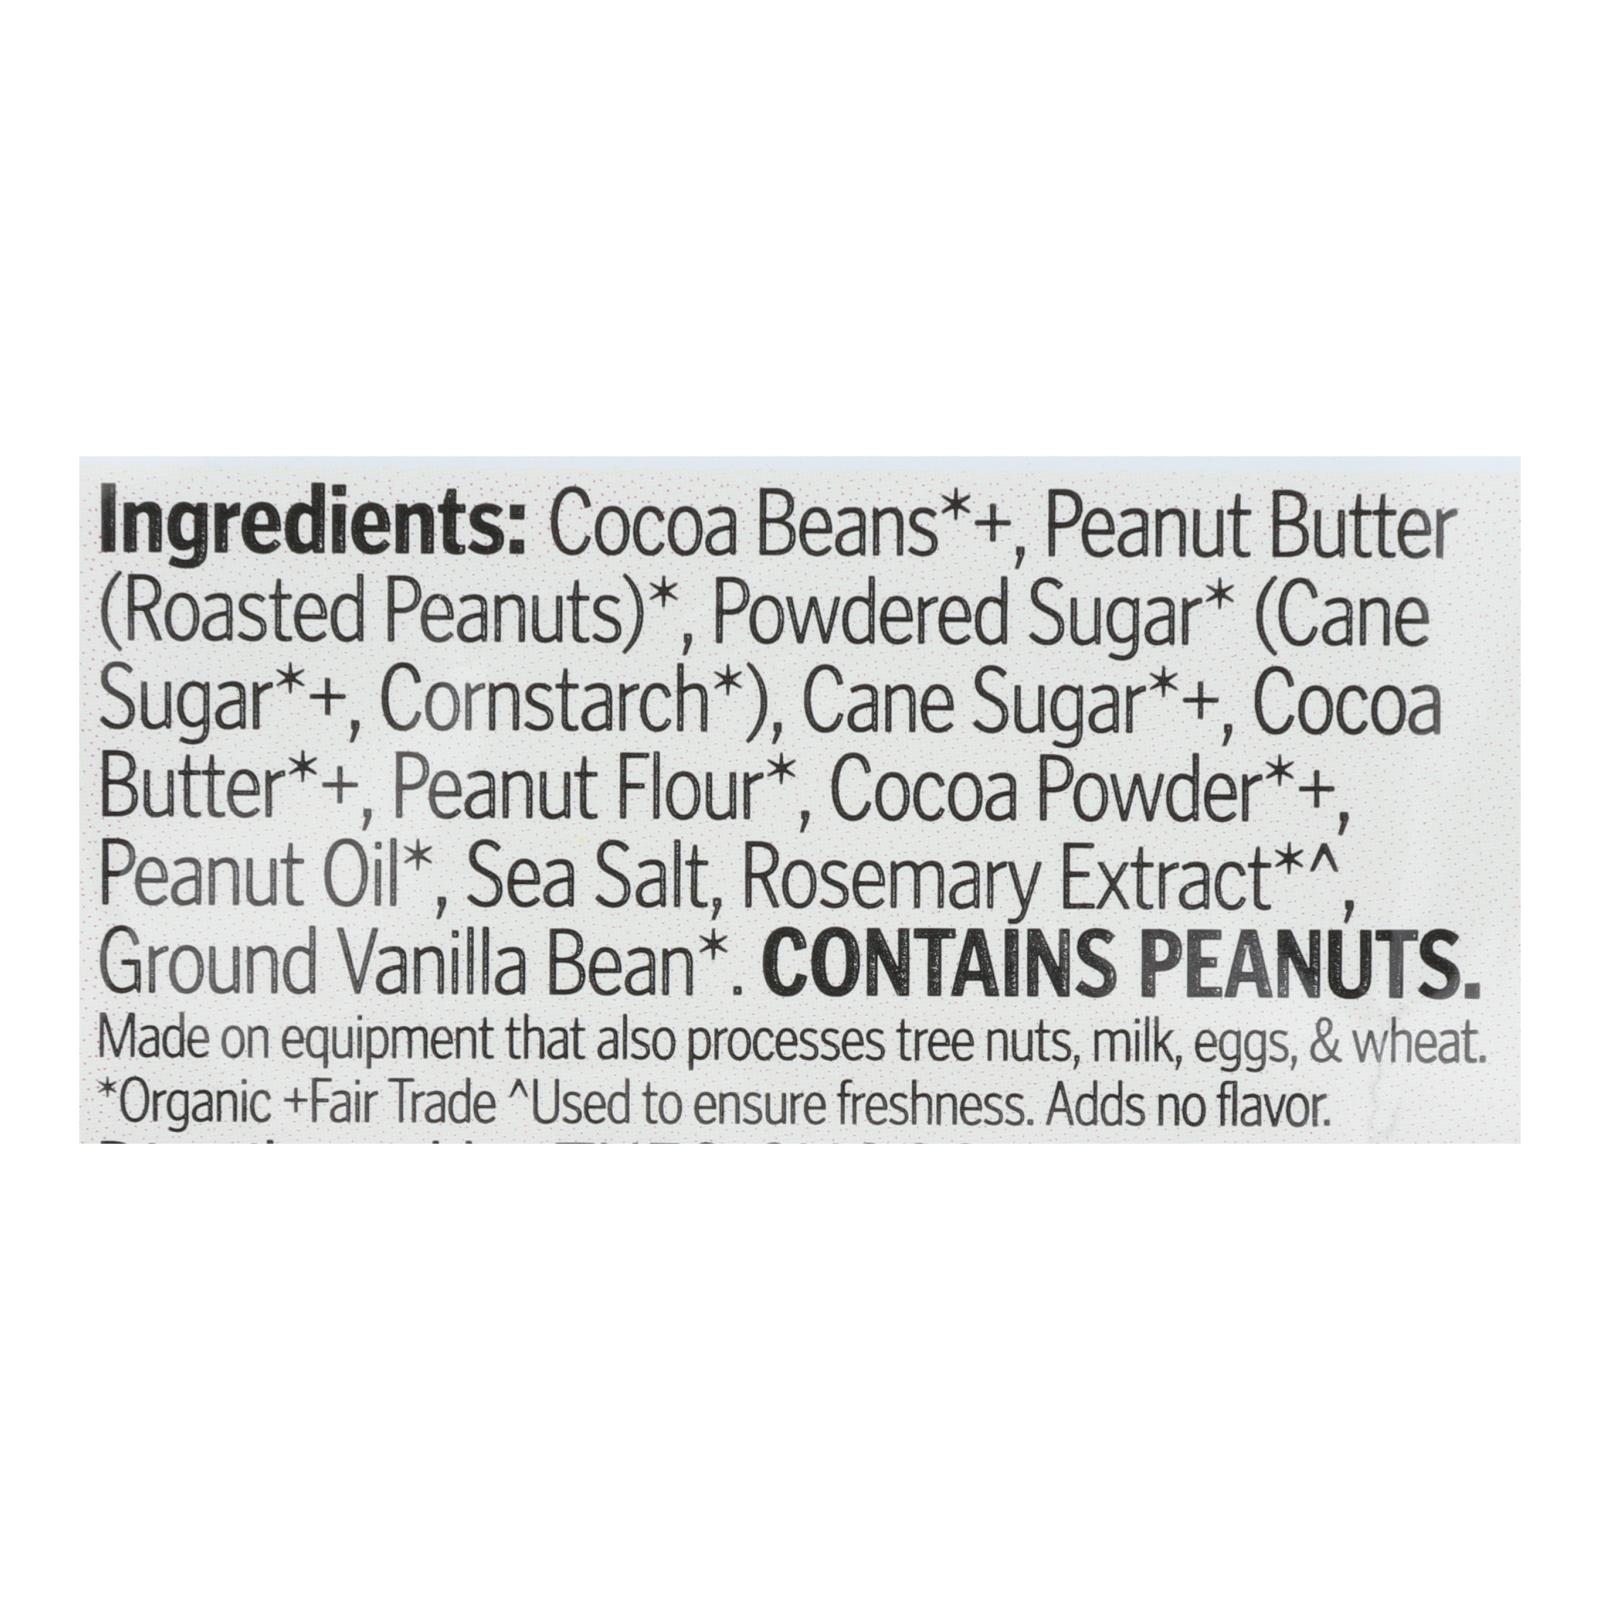 Ingredients: Cocoa Beans*+, Peanut Butter
(Roasted Peanuts)*, Powdered Sugar* (Cane
Sugar*+, Cornstarch*), Cane Sugar*+, Cocoa
Butter*+, Peanut Flour*, Cocoa Powder*+,
Peanut Oil*, Sea Salt, Rosemary Extract*^,
Ground Vanilla Bean*. CONTAINS PEANUTS.
Made on equipment that also processes tree nuts, milk, eggs, & wheat.
*Organic +Fair Trade ^Used to ensure freshness. Adds no flavor.